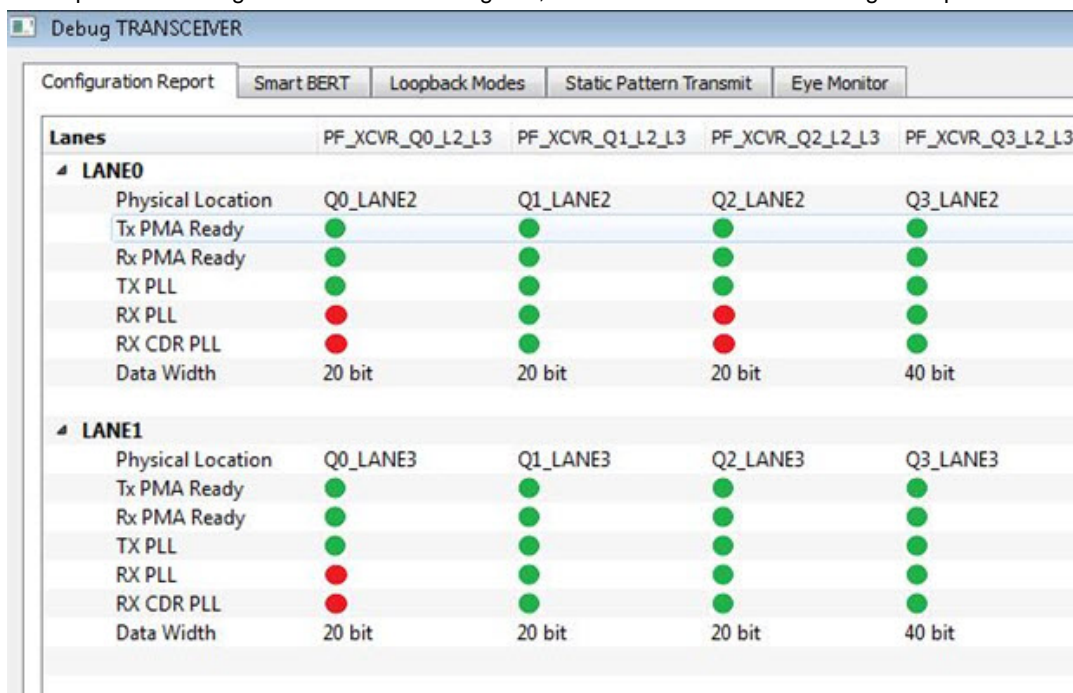 Debug TRANSCEIVER
Configuration Report Smart BERT Loopback Modes Static Pattern Transmit Eye Monitor
Lanes PF_XCVR_Q0_L2_L3 PF_XCVR_Q1_L2_L3 PF_XCVR_Q2_L2_L3 PF_XCVR_Q3_L2_L3
LANE0
Physical Location Q0_LANE2 Q1_LANE2 Q2_LANE2 Q3_LANE2
Tx PMA Ready
Rx PMA Ready
TX PLL
RX PLL
RX CDR PLL
Data Width 20 bit 20 bit 20 bit 40 bit
LANE1
Physical Location Q0_LANE3 Q1_LANE3 Q2_LANE3 Q3_LANE3
Tx PMA Ready
Rx PMA Ready
TX PLL
RX PLL
RX CDR PLL
Data Width 20 bit 20 bit 20 bit 40 bit